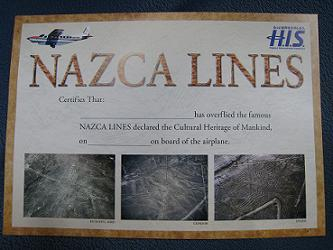 H.I.S.
NAZCA LINES
Certifies That:
has overflied the famous
NAZCA LINES declared the Cultural Heritage of Mankind,
on on board of the airplane.